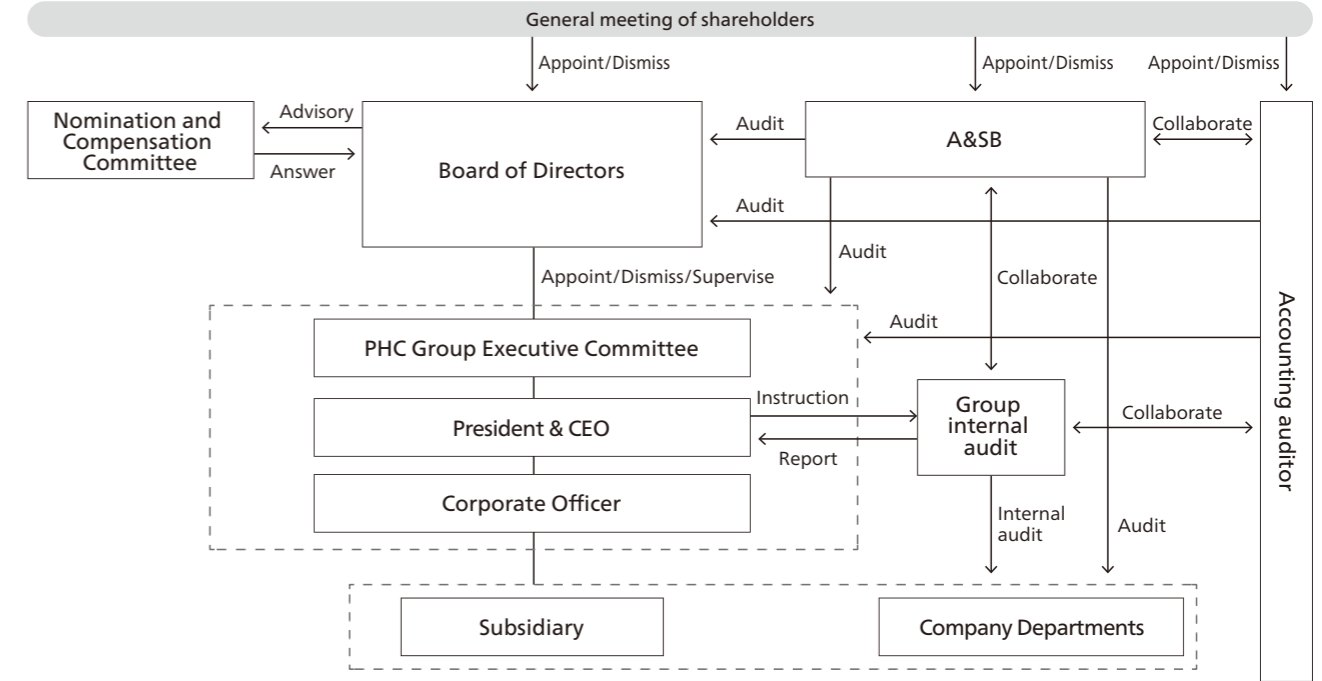 General meeting of shareholders
Appoint/Dismiss
Appoint/Dismiss
Appoint/Dismiss
Nomination and
Compensation
Committee
Advisory
Answer
Board of Directors
Audit
A&SB
Collaborate
Audit
Audit
Collaborate
Appoint/Dismiss/Supervise
Audit
PHC Group Executive Committee
President & CEO
Corporate Officer
Instruction
Report
Group
internal
audit
Collaborate
Accounting auditor
Internal
audit
Audit
Subsidiary
Company Departments